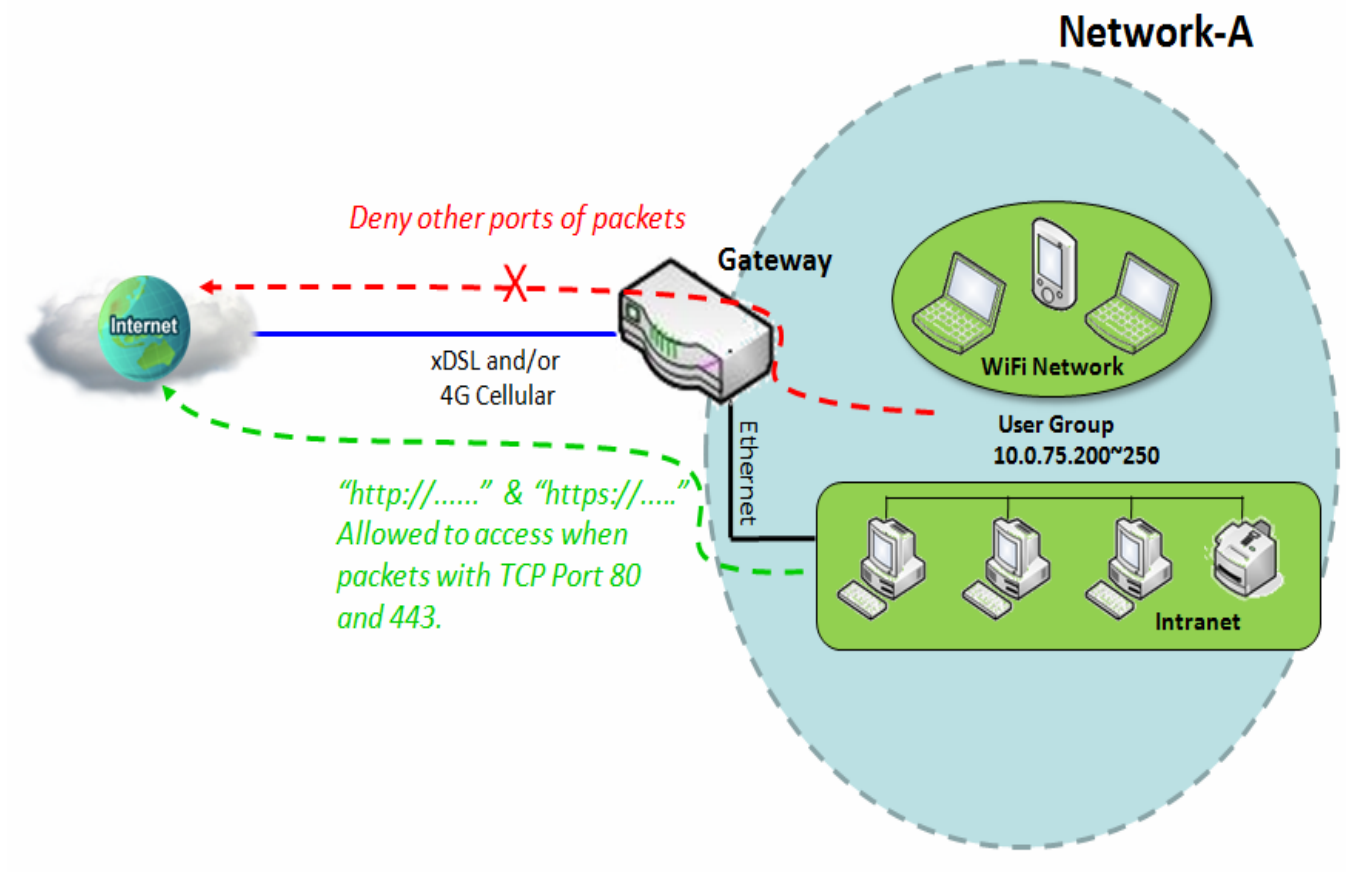 Network-A
Deny other ports of packets
Gateway
Internet
xDSL and/or
4G Cellular
WiFi Network
User Group
10.0.75.200~250
Ethernet
“http://......” & “https://.....”
Allowed to access when
packets with TCP Port 80
and 443.
X
Intranet